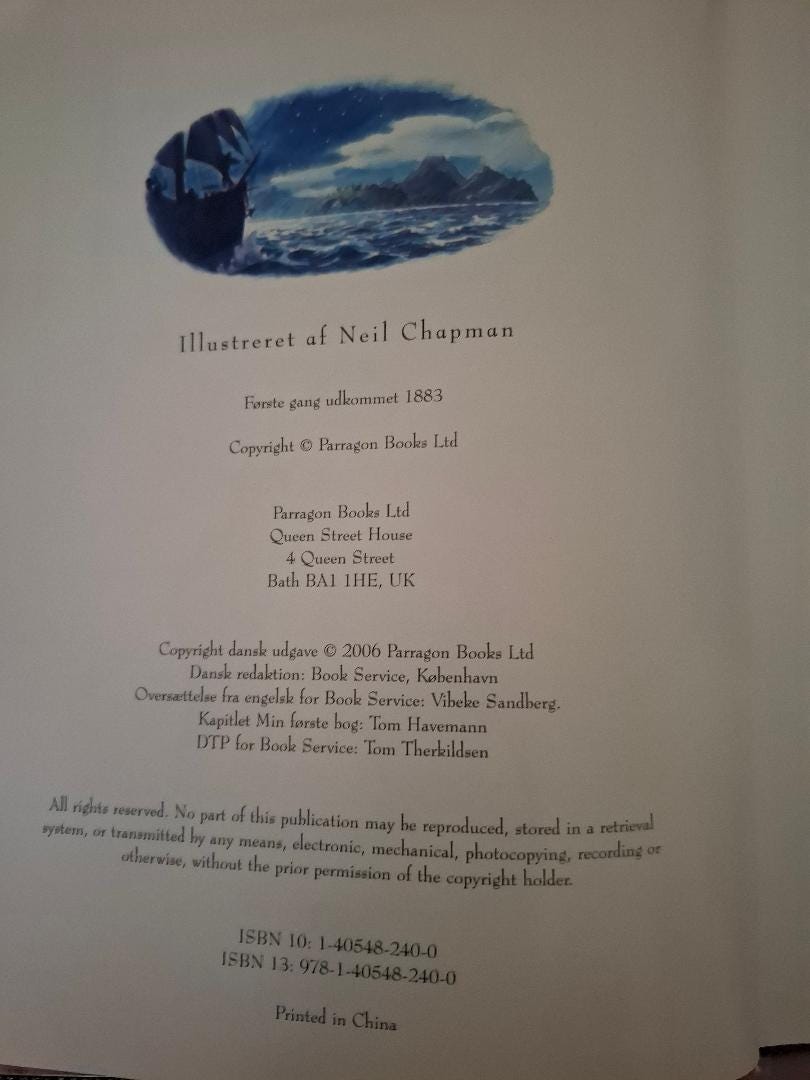 Illustreret af Neil Chapman
Første gang udkommet 1883
Copyright © Parragon Books Ltd
Parragon Books Ltd
Queen Street House
4 Queen Street
Bath BA1 1HE, UK
Copyright dansk udgave © 2006 Parragon Books Ltd
Dansk redaktion: Book Service, København
Oversættelse fra engelsk for Book Service: Vibeke Sandberg.
Kapitlet Min første bog: Tom Havemann
DTP for Book Service: Tom Therkildsen
All rights reserved. No part of this publication may be reproduced, stored in a retrieval
system, or transmitted by any means, electronic, mechanical, photocopying, recording or
otherwise, without the prior permission of the copyright holder.
ISBN 10: 1-40548-240-0
ISBN 13: 978-1-40548-240-0
Printed in China